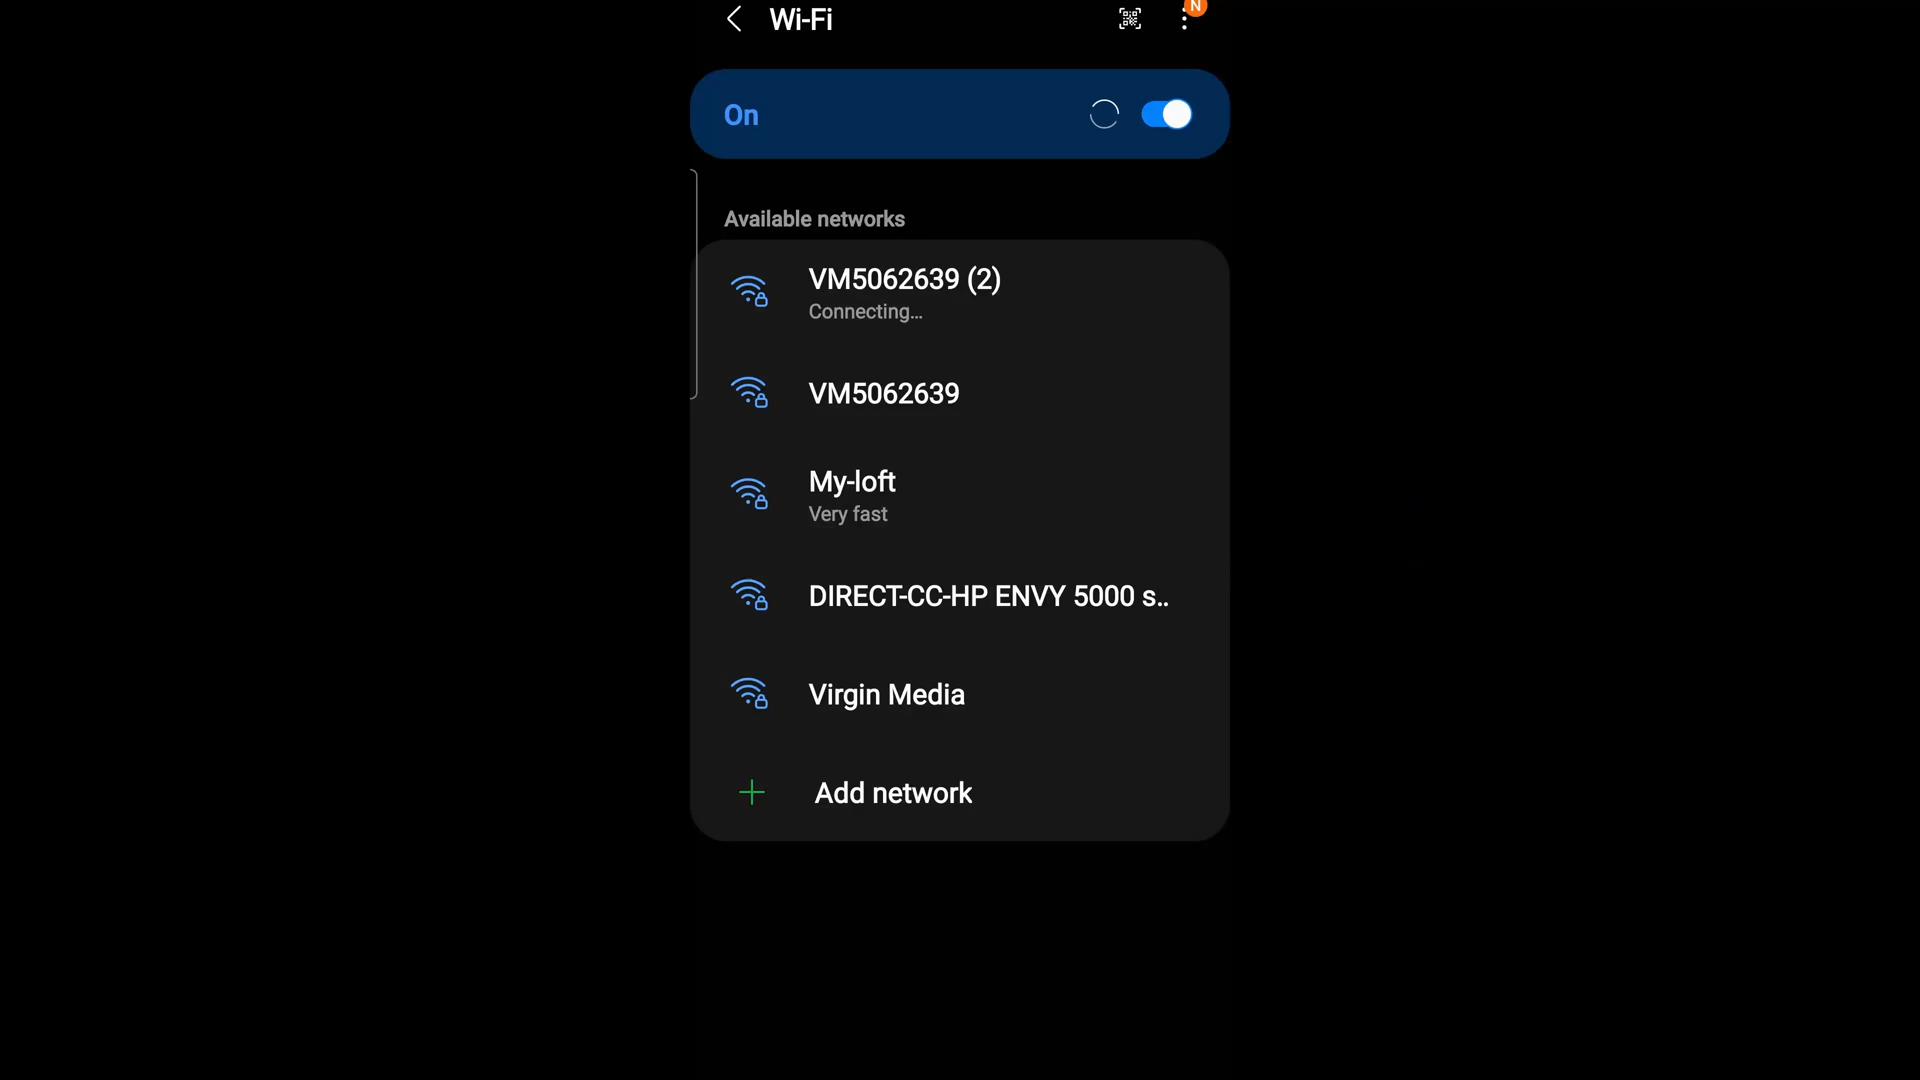 Wi-Fi
N
On
Available networks
VM5062639 (2)
Connecting...
VM5062639
My-loft
Very fast
DIRECT-CC-HP ENVY 5000 s..
Virgin Media
Add network